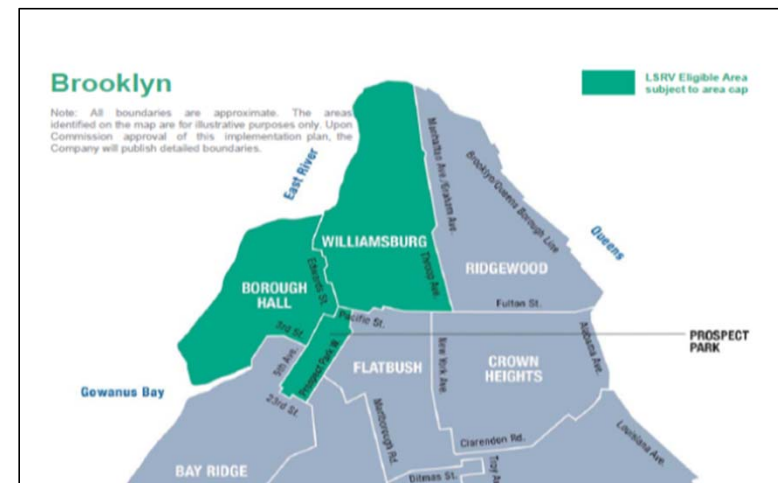 Brooklyn
LSRV Eligible Area
subject to area cap
Note: All boundaries are approximate. The areas
identified on the map are for illustrative purposes only. Upon
Commission approval of this implementation plan, the
Company will publish detailed boundaries.
East River
Manhattan Ave./Graham Ave.
Brooklyn/Queens Borough Line
Queens
WILLIAMSBURG
Throop Ave.
RIDGEWOOD
Edwards St.
BOROUGH
HALL
Fulton St.
3rd St.
Pacific St.
PROSPECT
PARK
Prospect Park W
5th Ave.
FLATBUSH
New York Ave.
CROWN
HEIGHTS
Alabama Ave.
Gowanus Bay
23rd St.
Marlborough Rd.
Clarendon Rd.
Louisiana Ave.
BAY RIDGE
Ditmas St.
Troy